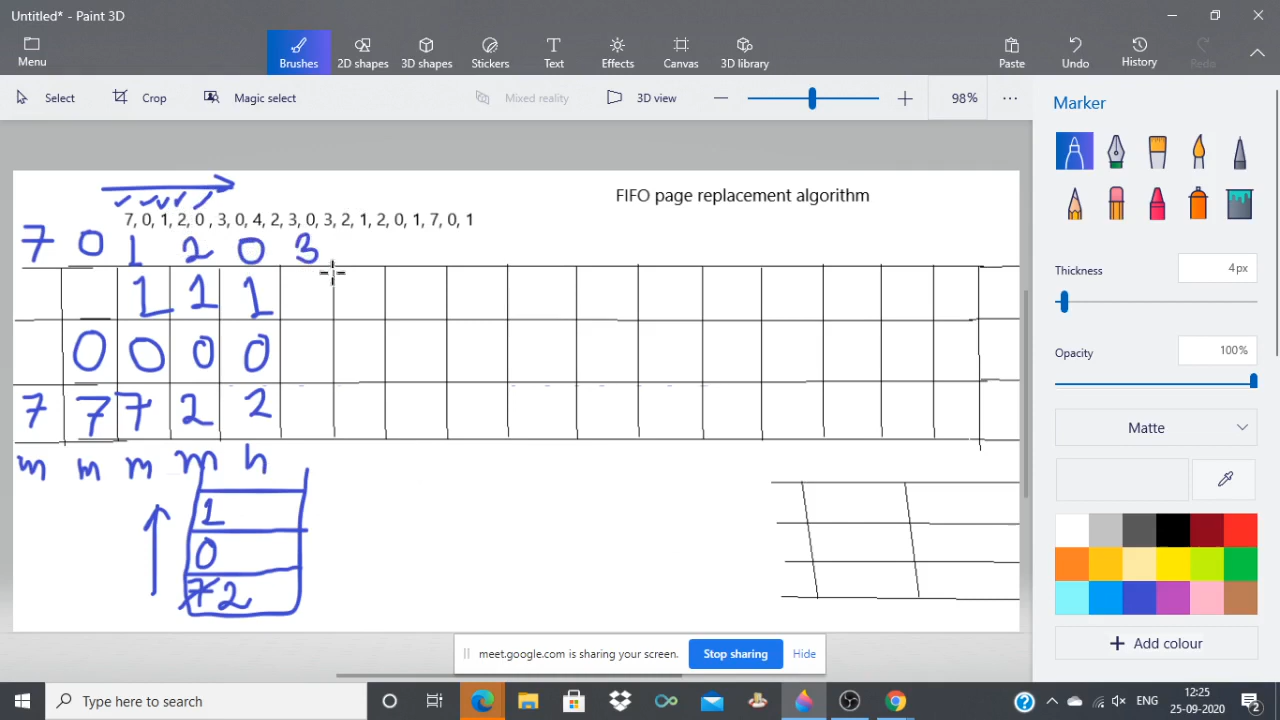 Untitled* - Paint 3D
Menu
Brushes
2D shapes
3D shapes
Stickers
Text
Effects
Canvas
3D library
Paste
Undo
History
Redo
Select
Crop
Magic select
Mixed reality
3D view
98%
Marker
Thickness
4px
Opacity
100%
Matte
Add colour
FIFO page replacement algorithm
7, 0, 1, 2, 0 , 3, 0, 4, 2, 3, 0, 3, 2, 1, 2, 0, 1, 7, 0, 1
7 0 1 2 0 3
1 1 1
0 0 0 0
7 7 7 2 2
m m m m h
1
0
7 2
meet.google.com is sharing your screen.
Stop sharing
Hide
Type here to search
ENG
12:25
25-09-2020
2